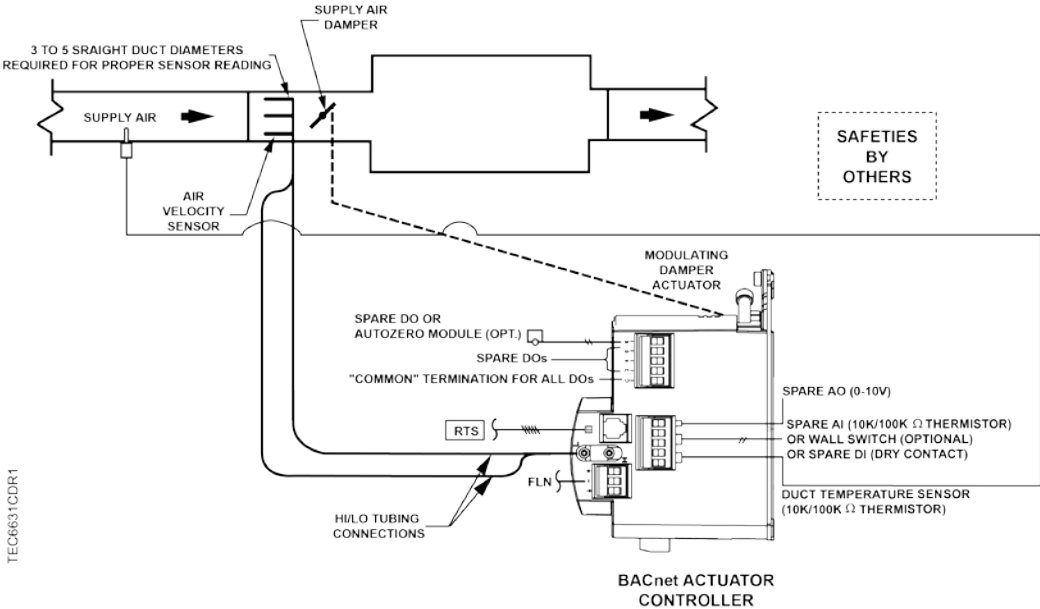 SUPPLY AIR
DAMPER
3 TO 5 SRAIGHT DUCT DIAMETERS
REQUIRED FOR PROPER SENSOR READING
SUPPLY AIR
SAFETIES
BY
OTHERS
AIR
VELOCITY
SENSOR
MODULATING
DAMPER
ACTUATOR
SPARE DO OR
AUTOZERO MODULE (OPT.)
SPARE DOs
"COMMON" TERMINATION FOR ALL DOs
SPARE AO (0-10V)
RTS
SPARE AI (10K/100K Ω THERMISTOR)
OR WALL SWITCH (OPTIONAL)
OR SPARE DI (DRY CONTACT)
FLN
DUCT TEMPERATURE SENSOR
(10K/100K Ω THERMISTOR)
HI/LO TUBING
CONNECTIONS
TEC6631CDR1
BACnet ACTUATOR
CONTROLLER